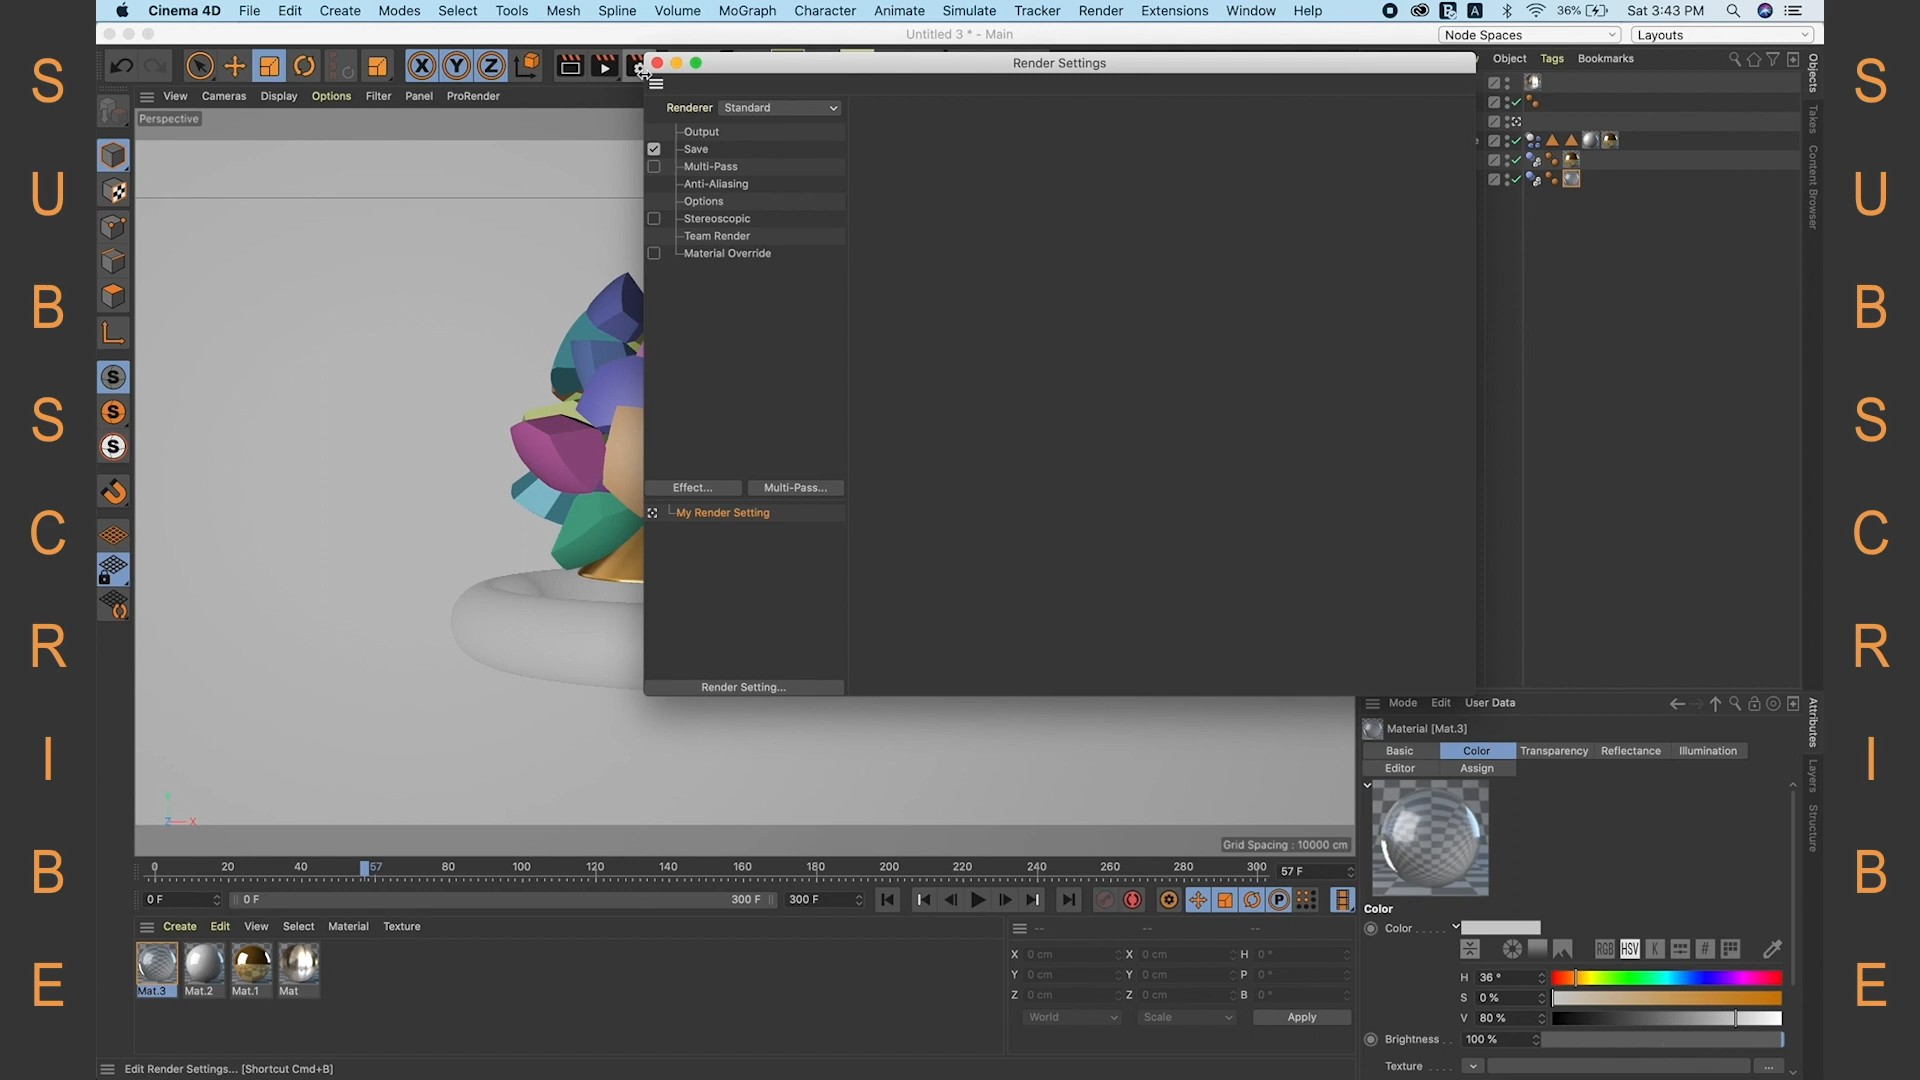 Cinema 4D File Edit Create Modes Select Tools Mesh Spline Volume MoGraph Character Animate Simulate Tracker Render Extensions Window Help 36% Sat 3:43 PM
Untitled 3 * - Main
Node Spaces Layouts
Render Settings
Object Tags Bookmarks
View Cameras Display Options Filter Panel ProRender
Perspective
Renderer Standard
Output
Save
Multi-Pass
Anti-Aliasing
Options
Stereoscopic
Team Render
Material Override
Effect... Multi-Pass...
My Render Setting
Render Setting...
Objects
Takes
Content Browser
Mode Edit User Data
Material [Mat.3]
Basic Color Transparency Reflectance Illumination
Editor Assign
Attributes
Layers
Structure
Color
Color
RGB HSV K #
H 36 °
S 0 %
V 80 %
Brightness 100 %
Texture ...
Grid Spacing : 10000 cm
Y
Z X
0 20 40 57 80 100 120 140 160 180 200 220 240 260 280 300 57 F
0 F 0 F 300 F 300 F
P
Create Edit View Select Material Texture
Mat.3 Mat.2 Mat.1 Mat
-- -- --
X 0 cm X 0 cm H 0 °
Y 0 cm Y 0 cm P 0 °
Z 0 cm Z 0 cm B 0 °
World Scale Apply
Edit Render Settings... [Shortcut Cmd+B]
X Y Z
S
S
S
S
U
B
S
C
R
I
B
E
S
U
B
S
C
R
I
B
E